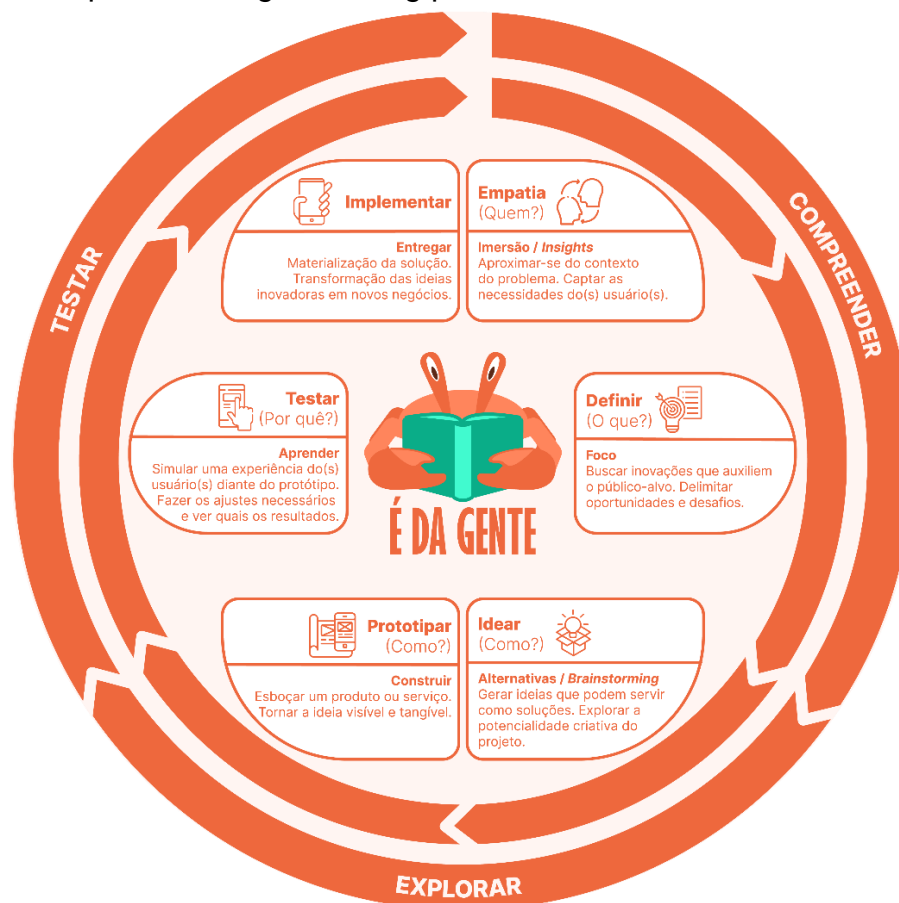 COMPREENDER
EXPLORAR
TESTAR
Empatia
(Quem?)
Imersão / Insights
Aproximar-se do contexto
do problema. Captar as
necessidades do(s) usuário(s).
Definir
(O que?)
Foco
Buscar inovações que auxiliem
o público-alvo. Delimitar
oportunidades e desafios.
Idear
(Como?)
Alternativas / Brainstorming
Gerar ideias que podem servir
como soluções. Explorar a
potencialidade criativa do
projeto.
Prototipar
(Como?)
Construir
Esboçar um produto ou serviço.
Tornar a ideia visível e tangível.
Testar
(Por quê?)
Aprender
Simular uma experiência do(s)
usuário(s) diante do protótipo.
Fazer os ajustes necessários
e ver quais os resultados.
Implementar
Entregar
Materialização da solução.
Transformação das ideias
inovadoras em novos negócios.
É DA GENTE